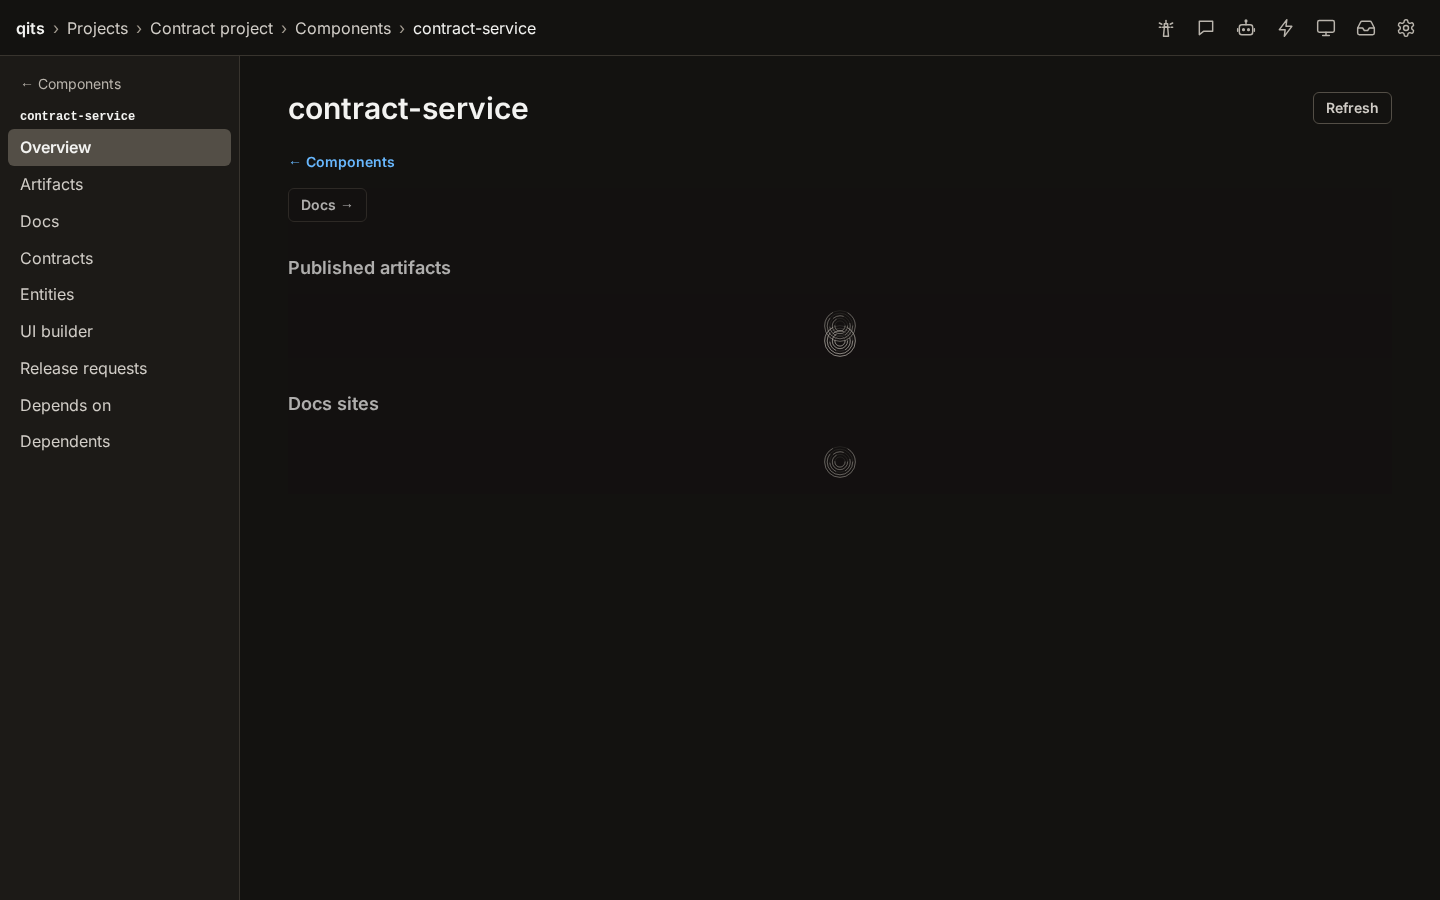 qits › Projects › Contract project › Components › contract-service
← Components
contract-service
Overview
Artifacts
Docs
Contracts
Entities
UI builder
Release requests
Depends on
Dependents
contract-service
Refresh
← Components
Docs →
Published artifacts
Docs sites